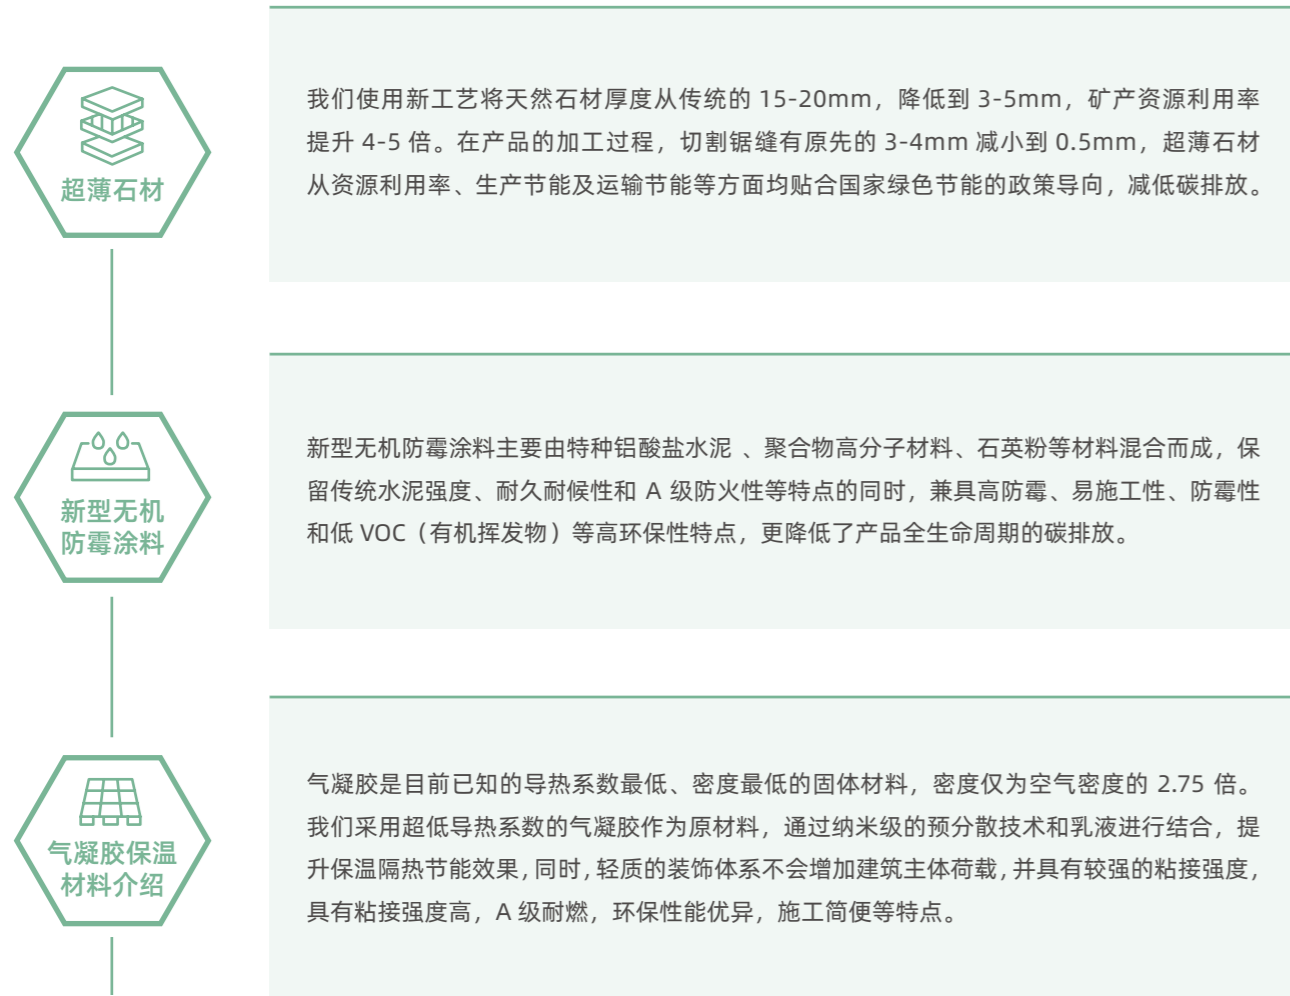 超薄石材
我们使用新工艺将天然石材厚度从传统的 15-20mm，降低到 3-5mm，矿产资源利用率
提升 4-5 倍。在产品的加工过程，切割锯缝有原先的 3-4mm 减小到 0.5mm，超薄石材
从资源利用率、生产节能及运输节能等方面均贴合国家绿色节能的政策导向，减低碳排放。
新型无机
防霉涂料
新型无机防霉涂料主要由特种铝酸盐水泥 、聚合物高分子材料、石英粉等材料混合而成，保
留传统水泥强度、耐久耐候性和 A 级防火性等特点的同时，兼具高防霉、易施工性、防霉性
和低 VOC（有机挥发物）等高环保性特点，更降低了产品全生命周期的碳排放。
气凝胶保温
材料介绍
气凝胶是目前已知的导热系数最低、密度最低的固体材料，密度仅为空气密度的 2.75 倍。
我们采用超低导热系数的气凝胶作为原材料，通过纳米级的预分散技术和乳液进行结合，提
升保温隔热节能效果，同时，轻质的装饰体系不会增加建筑主体荷载，并具有较强的粘接强度，
具有粘接强度高，A 级耐燃，环保性能优异，施工简便等特点。